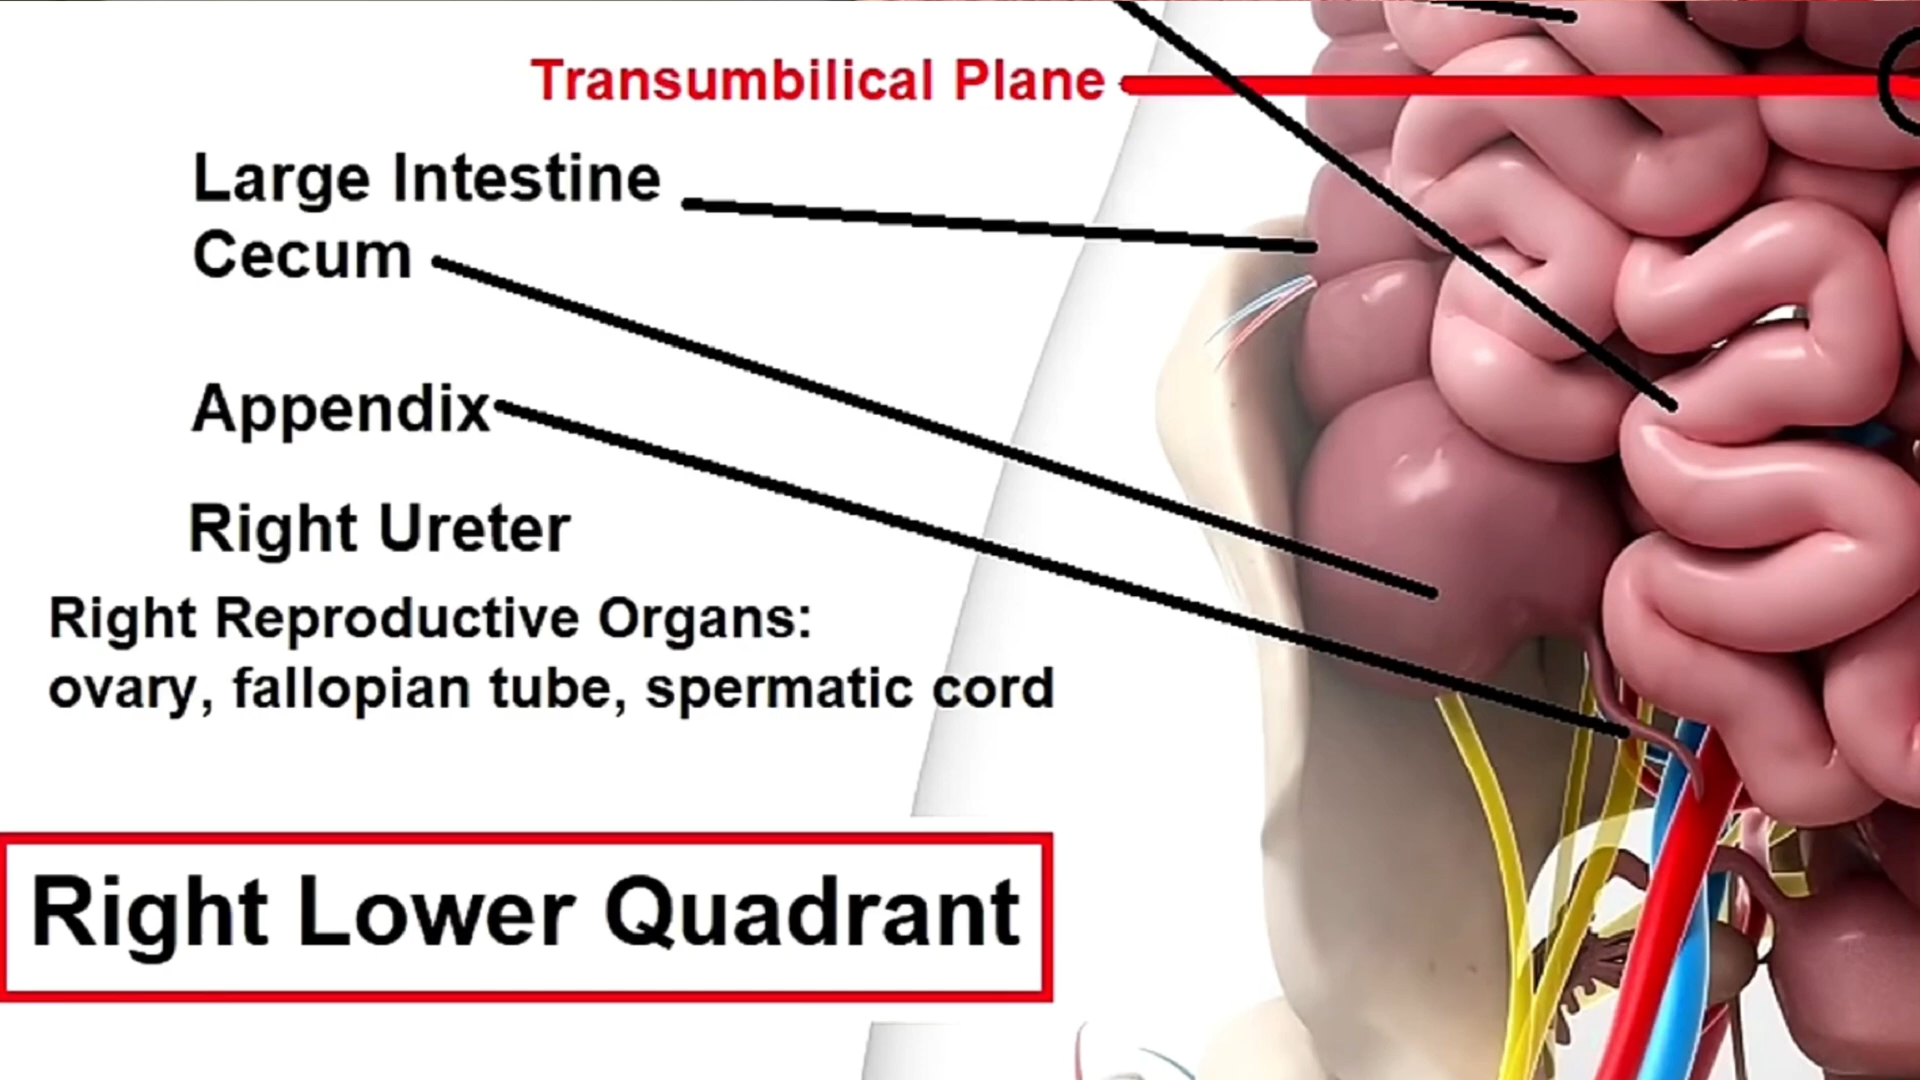 Transumbilical Plane
Large Intestine
Cecum
Appendix
Right Ureter
Right Reproductive Organs:
ovary, fallopian tube, spermatic cord
Right Lower Quadrant